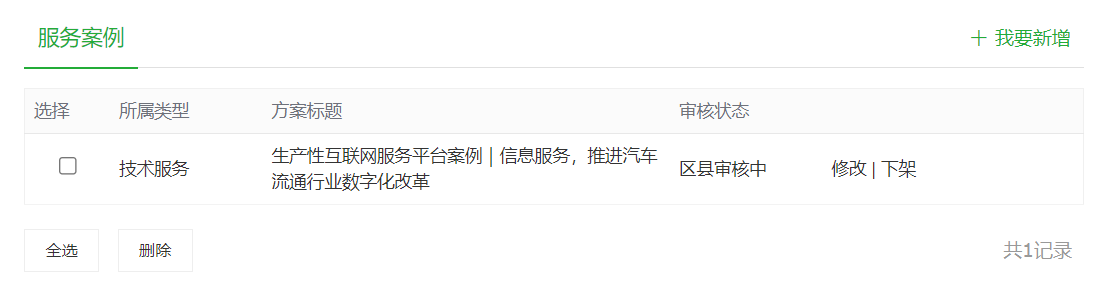 服务案例
+ 我要新增
选择 所属类型 方案标题 审核状态
技术服务 生产性互联网服务平台案例 | 信息服务，推进汽车流通行业数字化改革 区县审核中 修改 | 下架
全选 删除 共1记录